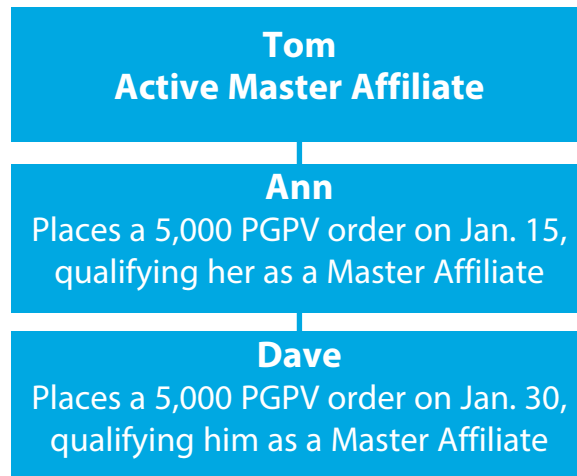 Tom
Active Master Affiliate
Ann
Places a 5,000 PGPV order on Jan. 15,
qualifying her as a Master Affiliate
Dave
Places a 5,000 PGPV order on Jan. 30,
qualifying him as a Master Affiliate